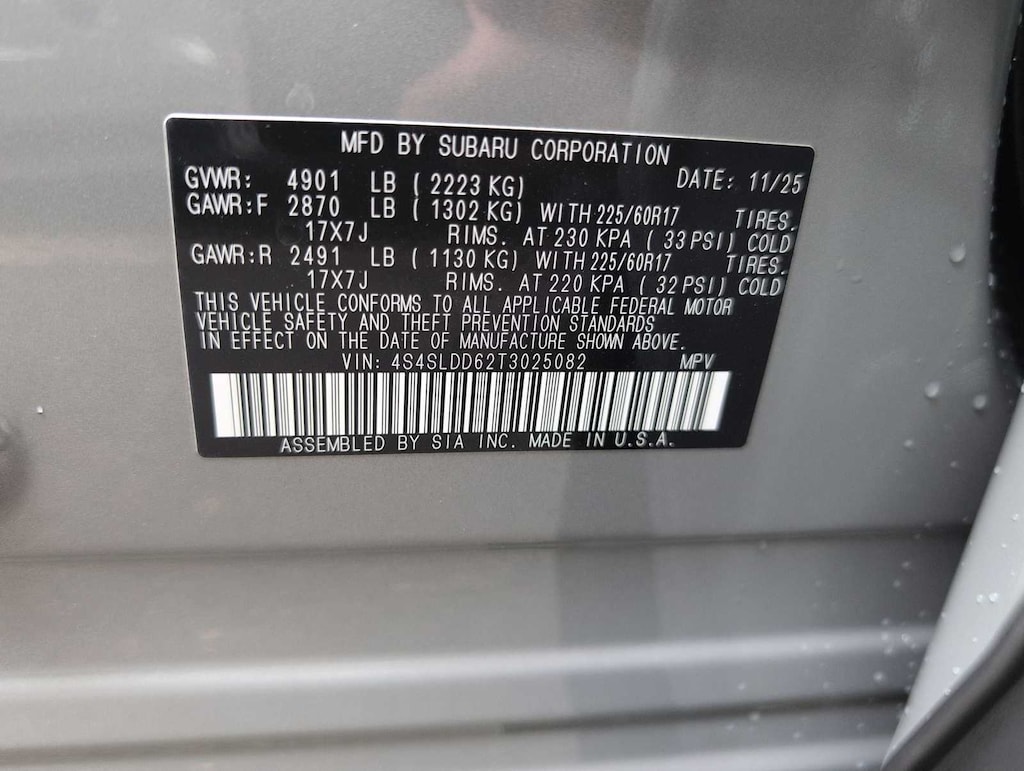 MFD BY SUBARU CORPORATION
GVWR: 4901 LB ( 2223 KG) DATE: 11/25
GAWR:F 2870 LB ( 1302 KG) WITH 225/60R17 TIRES.
17X7J RIMS. AT 230 KPA ( 33 PSI) COLD
GAWR:R 2491 LB ( 1130 KG) WITH 225/60R17 TIRES.
17X7J RIMS. AT 220 KPA ( 32 PSI) COLD
THIS VEHICLE CONFORMS TO ALL APPLICABLE FEDERAL MOTOR
VEHICLE SAFETY AND THEFT PREVENTION STANDARDS
IN EFFECT ON THE DATE OF MANUFACTURE SHOWN ABOVE.
VIN: 4S4SLDD62T3025082 MPV
ASSEMBLED BY SIA INC. MADE IN U.S.A.